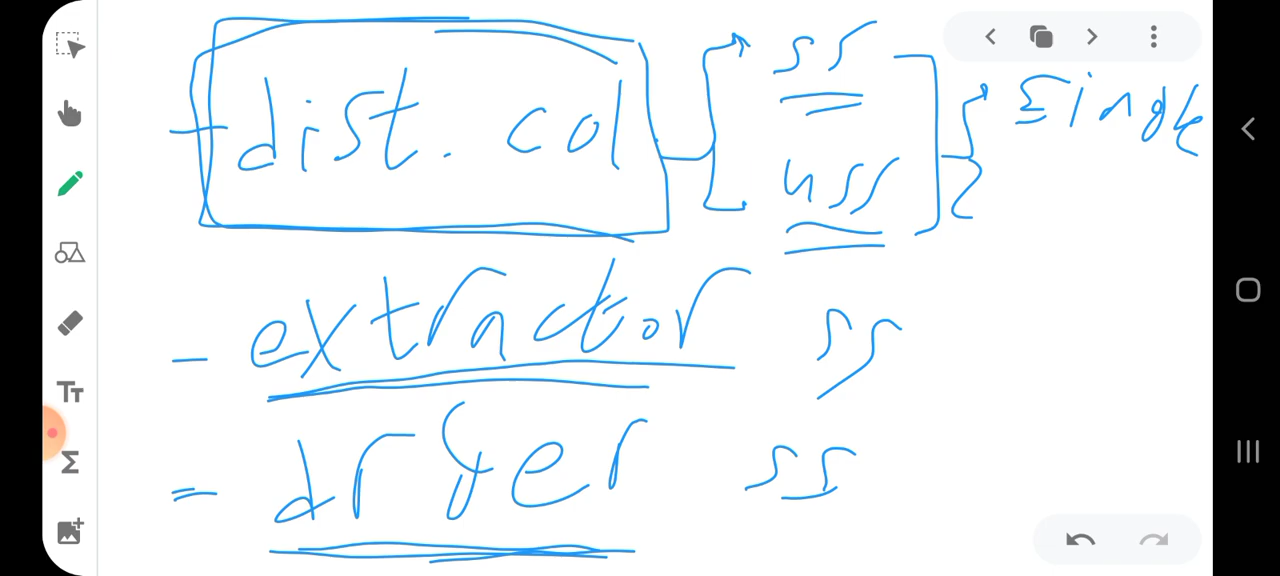 - dist. col ss single
uss
- extractor ss
= dryer ss